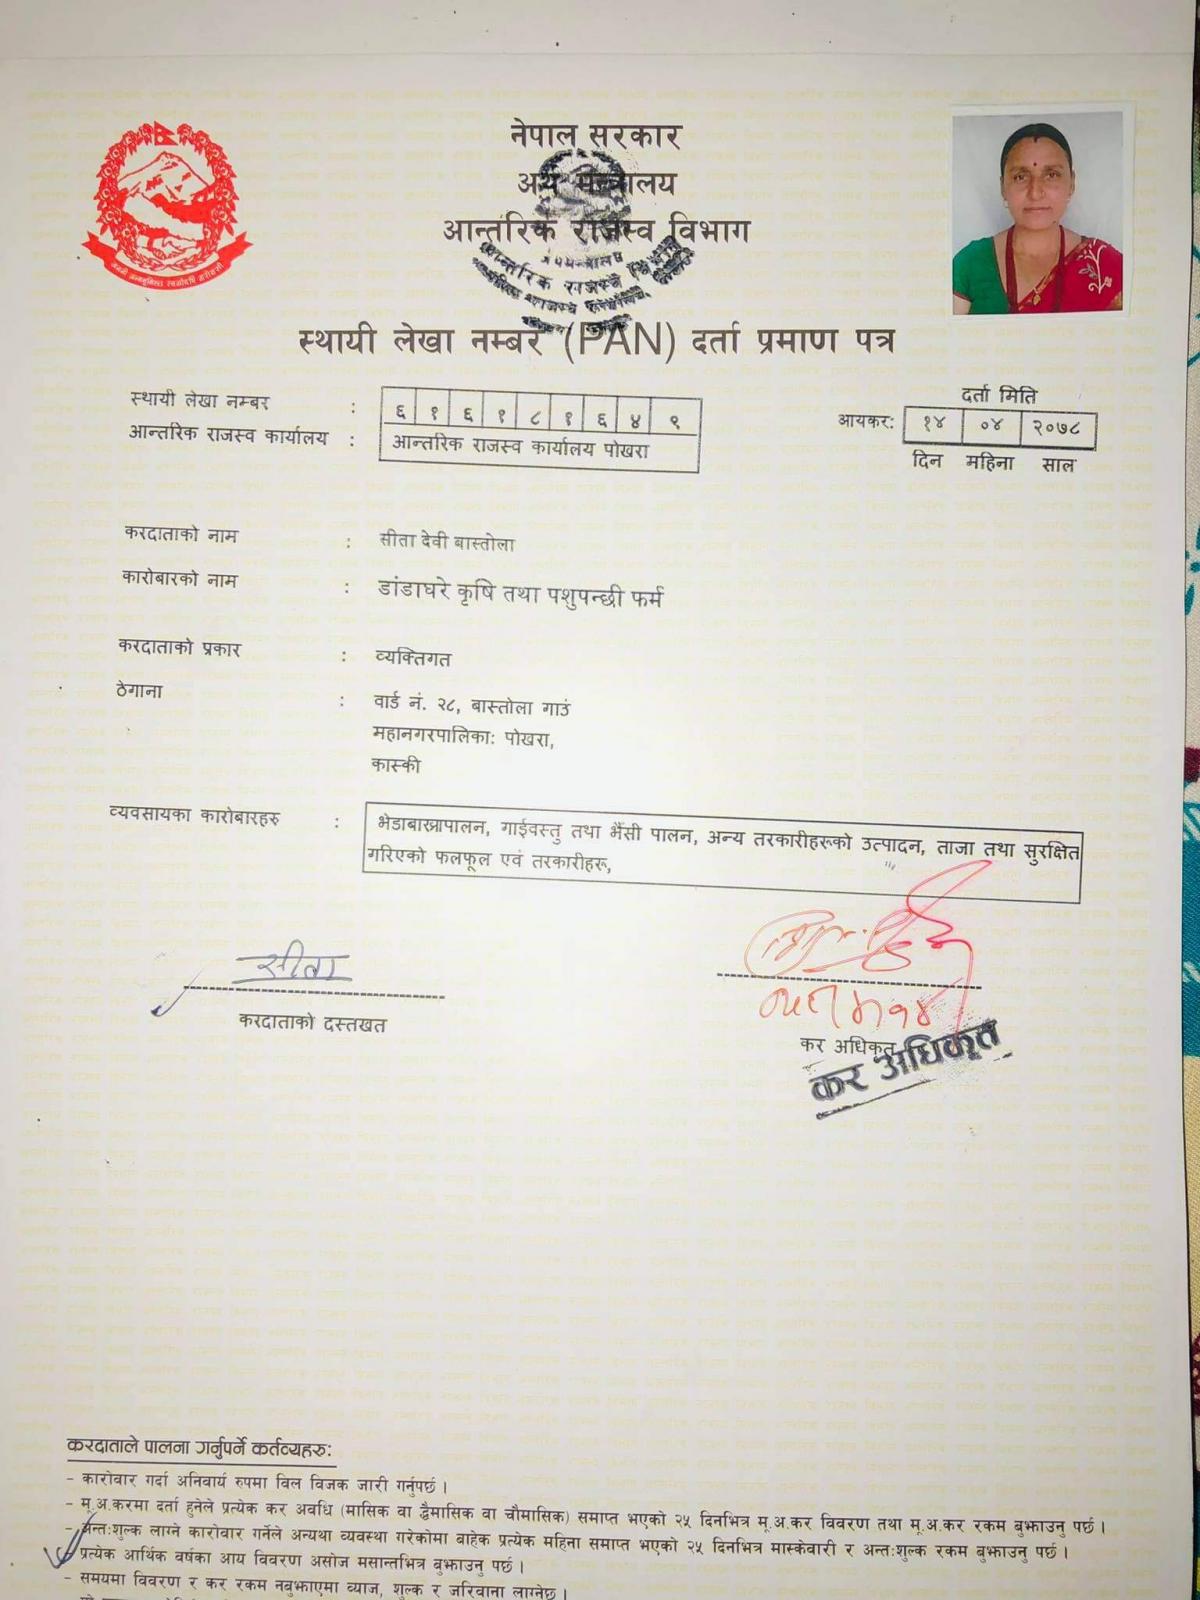 नेपाल सरकार
अर्थ मन्त्रालय
आन्तरिक राजस्व विभाग
स्थायी लेखा नम्बर (PAN) दर्ता प्रमाण पत्र
स्थायी लेखा नम्बर : ६ १ ६ १ ८ १ ६ ४ ९
आन्तरिक राजस्व कार्यालय : आन्तरिक राजस्व कार्यालय पोखरा
दर्ता मिति
आयकर: १४ ०४ २०७८
दिन महिना साल
करदाताको नाम : सीता देवी बास्तोला
कारोबारको नाम : डांडाघरे कृषि तथा पशुपन्छी फर्म
करदाताको प्रकार : व्यक्तिगत
ठेगाना : वार्ड नं. २८, बास्तोला गाउं
महानगरपालिका: पोखरा,
कास्की
व्यवसायका कारोबारहरु : भेडाबाख्रापालन, गाईवस्तु तथा भैंसी पालन, अन्य तरकारीहरूको उत्पादन, ताजा तथा सुरक्षित
गरिएको फलफूल एवं तरकारीहरू,
सीता
करदाताको दस्तखत
कर अधिकृत
कर अधिकृत
करदाताले पालना गर्नुपर्ने कर्तव्यहरु:
- कारोवार गर्दा अनिवार्य रुपमा विल विजक जारी गर्नुपर्छ ।
- मू.अ.करमा दर्ता हुनेले प्रत्येक कर अवधि (मासिक वा द्वैमासिक वा चौमासिक) समाप्त भएको २५ दिनभित्र मू.अ.कर विवरण तथा मू.अ.कर रकम बुझाउनु पर्छ ।
- अन्तःशुल्क लाग्ने कारोवार गर्नेले अन्यथा व्यवस्था गरेकोमा बाहेक प्रत्येक महिना समाप्त भएको २५ दिनभित्र मास्केवारी र अन्तःशुल्क रकम बुझाउनु पर्छ ।
प्रत्येक आर्थिक वर्षका आय विवरण असोज मसान्तभित्र बुझाउनु पर्छ ।
- समयमा विवरण र कर रकम नबुझाएमा व्याज, शुल्क र जरिवाना लाग्नेछ ।